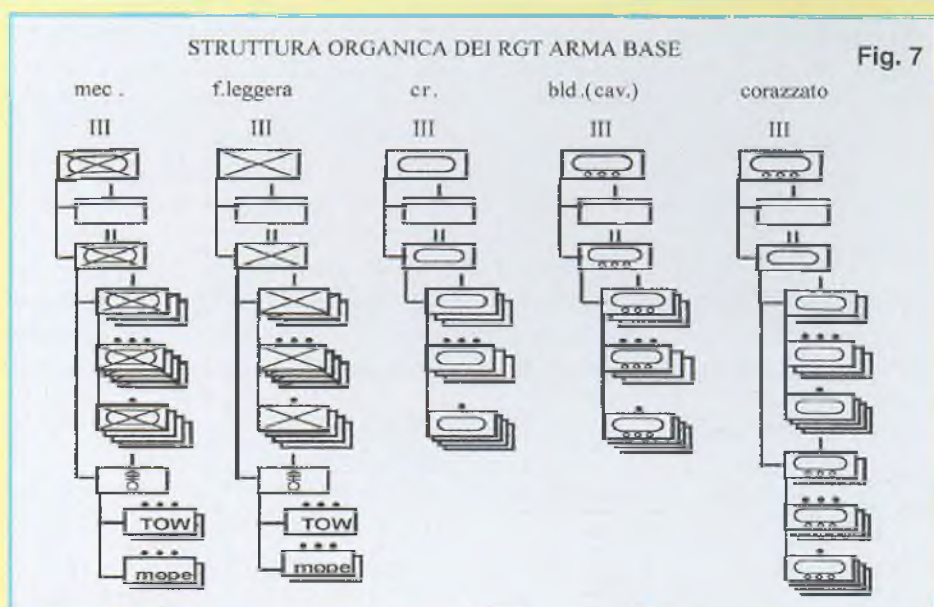 STRUTTURA ORGANICA DEI RGT ARMA BASE
Fig. 7
mec. f.leggera cr. bld.(cav.) corazzato
III III III III III
I I I I I
II II II II II
I I I I I
I I I
TOW TOW
mope mope